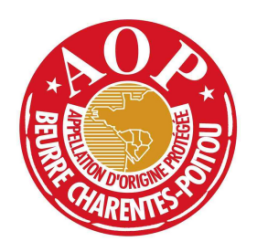 AOP
APPELLATION D'ORIGINE PROTÉGÉE
BEURRE CHARENTES-POITOU